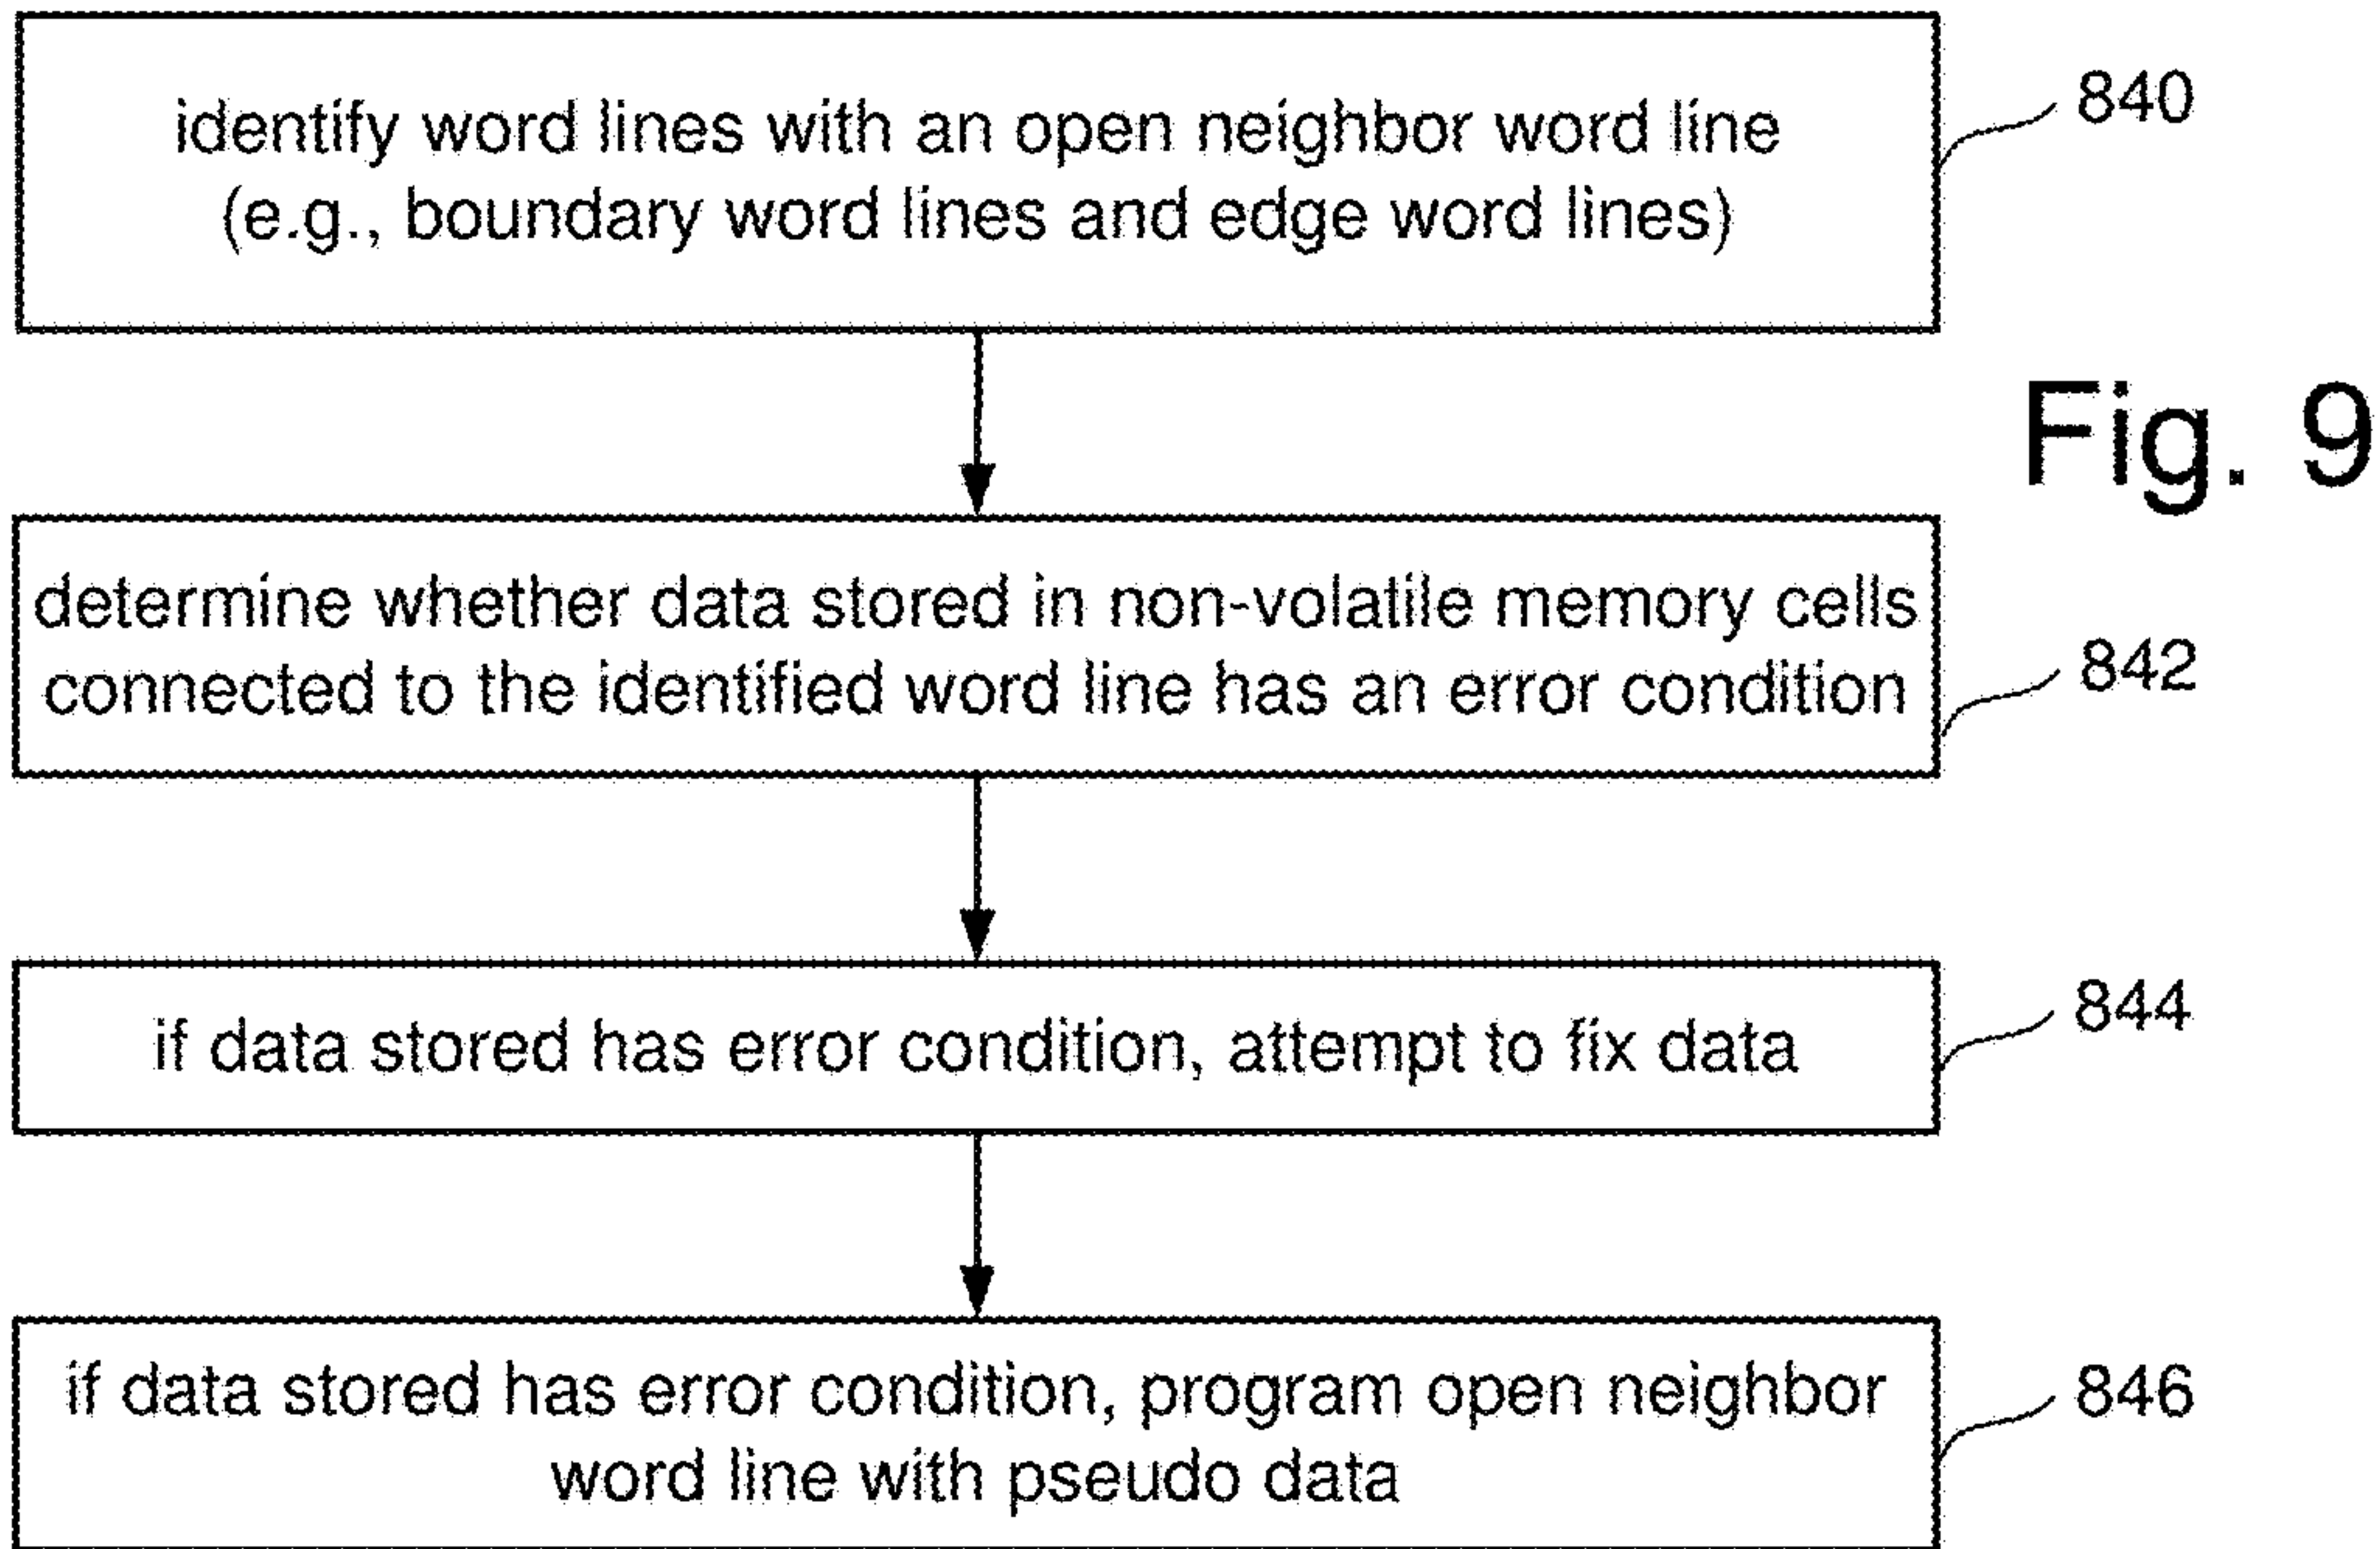 identify word lines with an open neighbor word line
(e.g., boundary word lines and edge word lines)
840
Fig. 9
determine whether data stored in non-volatile memory cells
connected to the identified word line has an error condition
842
if data stored has error condition, attempt to fix data
844
if data stored has error condition, program open neighbor
word line with pseudo data
846